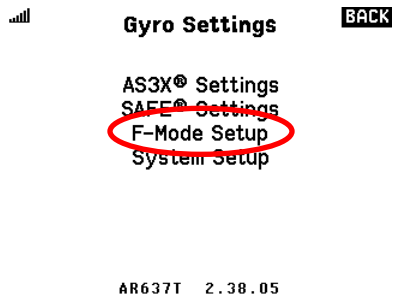 Gyro Settings
BACK
AS3X® Settings
SAFE® Settings
F-Mode Setup
System Setup
AR637T 2.38.05